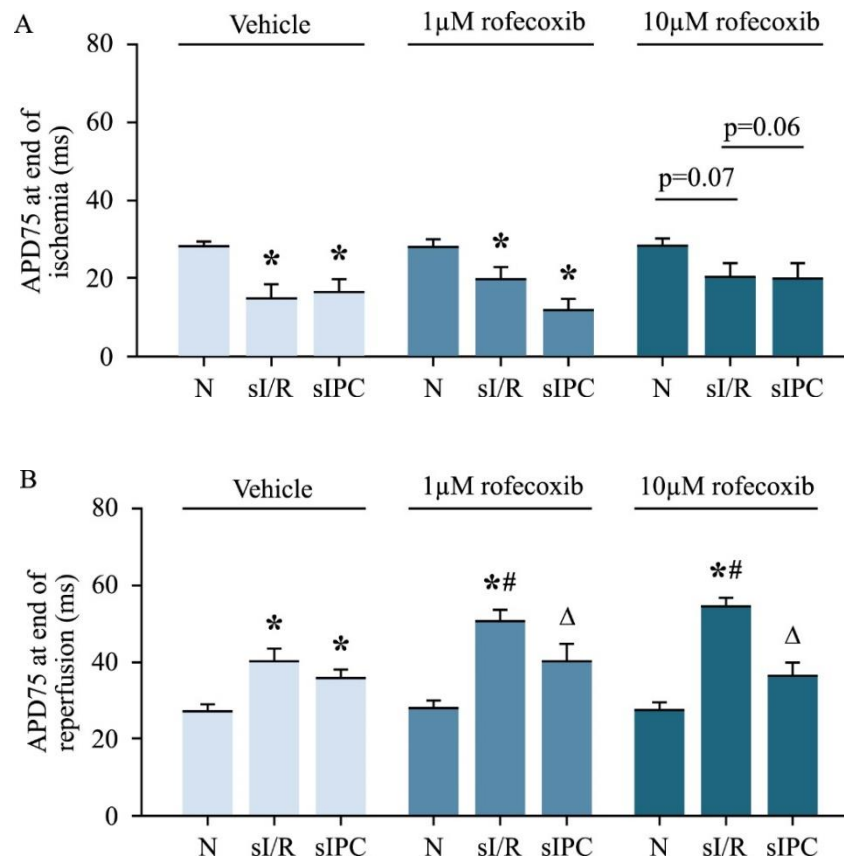 A
Vehicle
1µM rofecoxib
10µM rofecoxib
APD75 at end of
ischemia (ms)
80
60
40
20
0
p=0.06
p=0.07
* * * *
N sI/R sIPC N sI/R sIPC N sI/R sIPC
B
Vehicle
1µM rofecoxib
10µM rofecoxib
APD75 at end of
reperfusion (ms)
80
60
40
20
0
* * *# Δ *# Δ
N sI/R sIPC N sI/R sIPC N sI/R sIPC